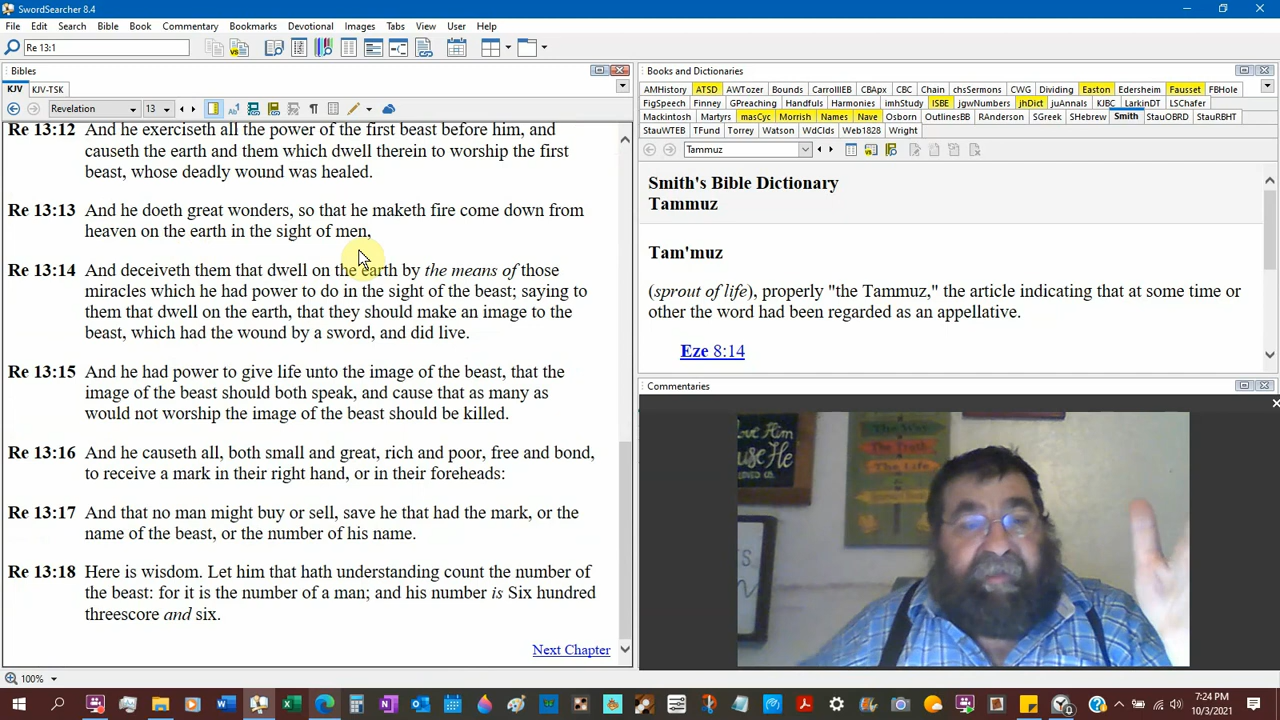 SwordSearcher 8.4
File Edit Search Bible Book Commentary Bookmarks Devotional Images Tabs View User Help
Re 13:1
Bibles
KJV KJV-TSK
Revelation 13
Re 13:12 And he exerciseth all the power of the first beast before him, and
causeth the earth and them which dwell therein to worship the first
beast, whose deadly wound was healed.
Re 13:13 And he doeth great wonders, so that he maketh fire come down from
heaven on the earth in the sight of men,
Re 13:14 And deceiveth them that dwell on the earth by the means of those
miracles which he had power to do in the sight of the beast; saying to
them that dwell on the earth, that they should make an image to the
beast, which had the wound by a sword, and did live.
Re 13:15 And he had power to give life unto the image of the beast, that the
image of the beast should both speak, and cause that as many as
would not worship the image of the beast should be killed.
Re 13:16 And he causeth all, both small and great, rich and poor, free and bond,
to receive a mark in their right hand, or in their foreheads:
Re 13:17 And that no man might buy or sell, save he that had the mark, or the
name of the beast, or the number of his name.
Re 13:18 Here is wisdom. Let him that hath understanding count the number of
the beast: for it is the number of a man; and his number is Six hundred
threescore and six.
Next Chapter
100%
Books and Dictionaries
AMHistory ATSD AWTozer Bounds CarrollIEB CBApx Chain chsSermons CWG Dividing Easton Edersheim Fausset FBHole
FigSpeech Finney GPreaching Handfuls Harmonies imhStudy ISBE jgwNumbers jhDict juAnnals KJBC LarkinDT LSChafer
Mackintosh Martyrs masCyc Morrish Names Nave Osborn OutlinesBB RAnderson SGreek SHebrew Smith StauOBRD StauRBHT
StauWTEB TFund Torrey Watson WdClds Web1828 Wright
Tammuz
Smith's Bible Dictionary
Tammuz
Tam'muz
(sprout of life), properly "the Tammuz," the article indicating that at some time or
other the word had been regarded as an appellative.
Eze 8:14
Commentaries
ove Him
use He
LOVED US.
The Way
The Truth
The Life
S.
7:24 PM
10/3/2021